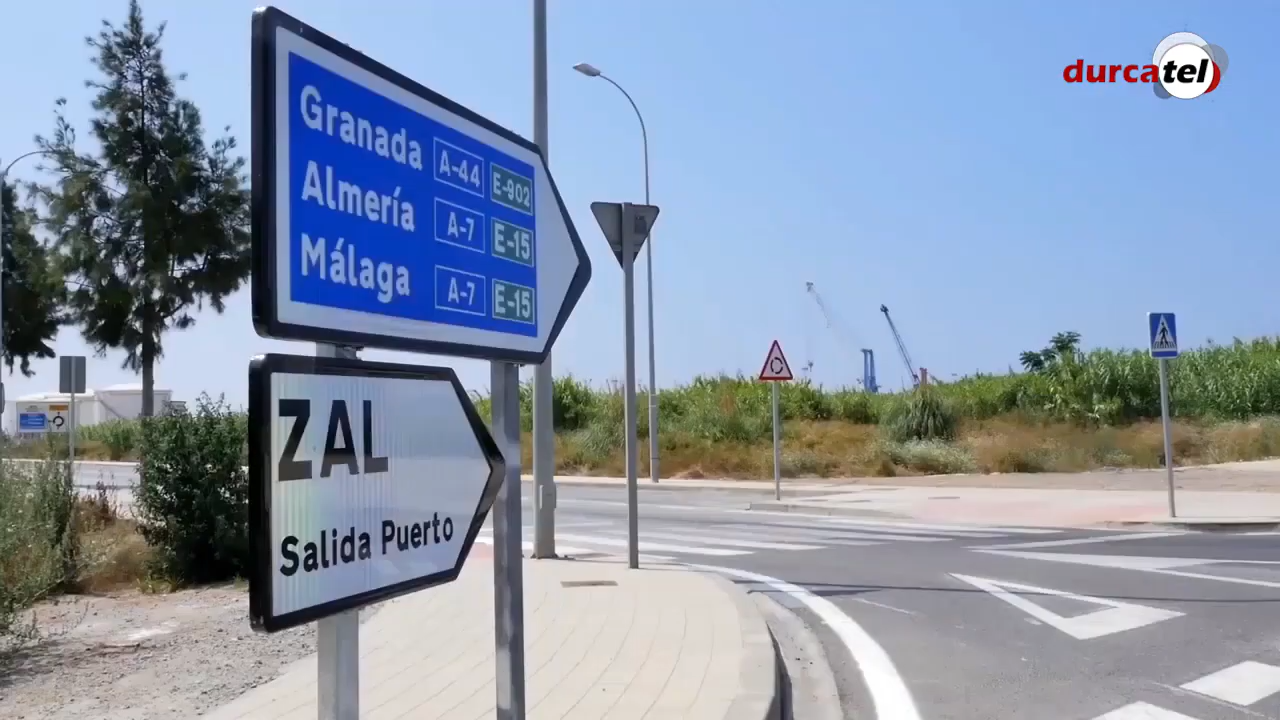 durcatel
Granada A-44 E-902
Almería A-7 E-15
Málaga A-7 E-15
ZAL
Salida Puerto